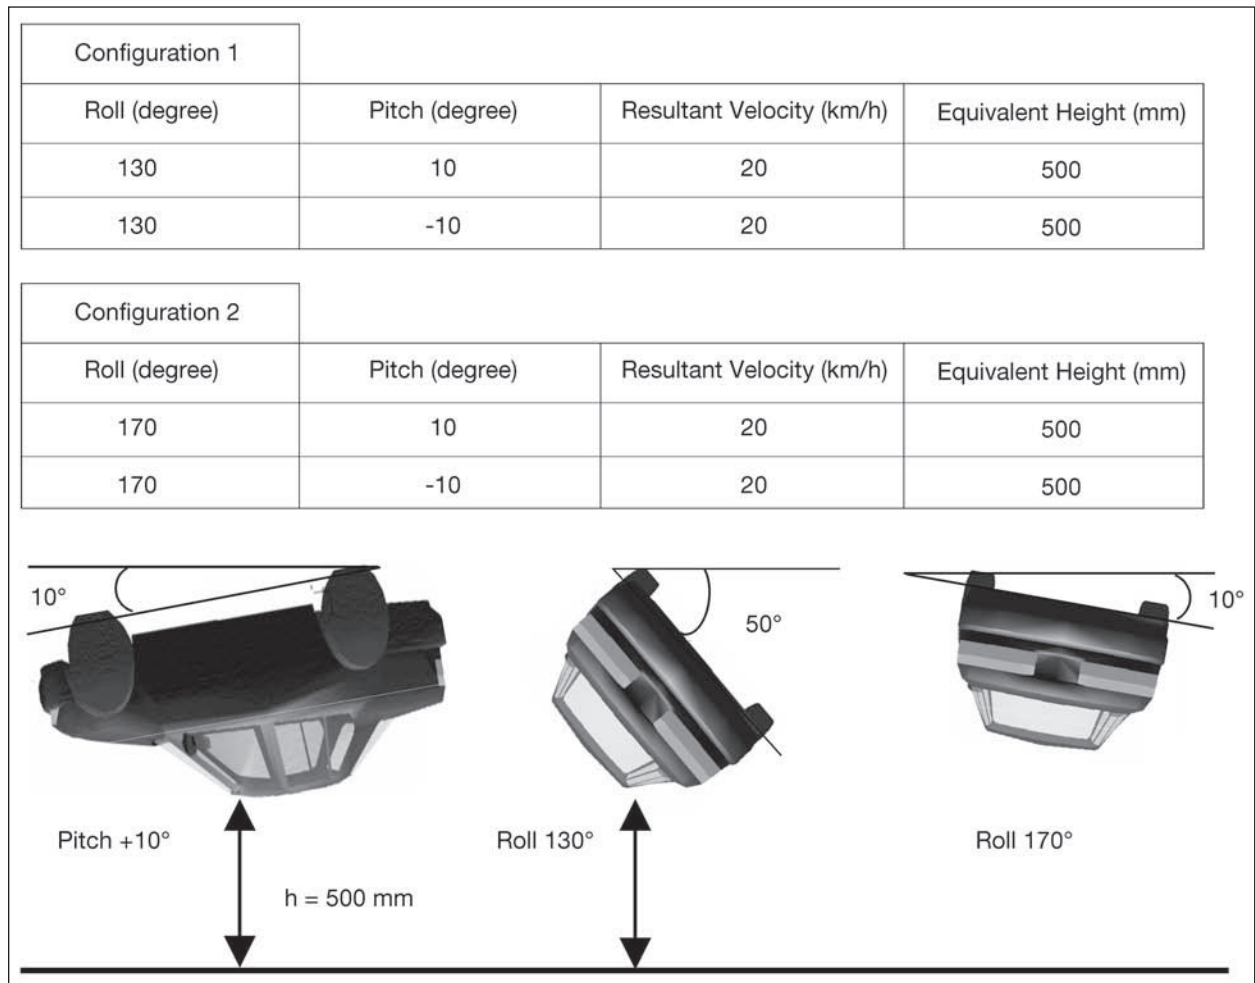 Configuration 1
Roll (degree) Pitch (degree) Resultant Velocity (km/h) Equivalent Height (mm)
130 10 20 500
130 -10 20 500
Configuration 2
Roll (degree) Pitch (degree) Resultant Velocity (km/h) Equivalent Height (mm)
170 10 20 500
170 -10 20 500
10° 50° 10°
Pitch +10° Roll 130° Roll 170°
h = 500 mm